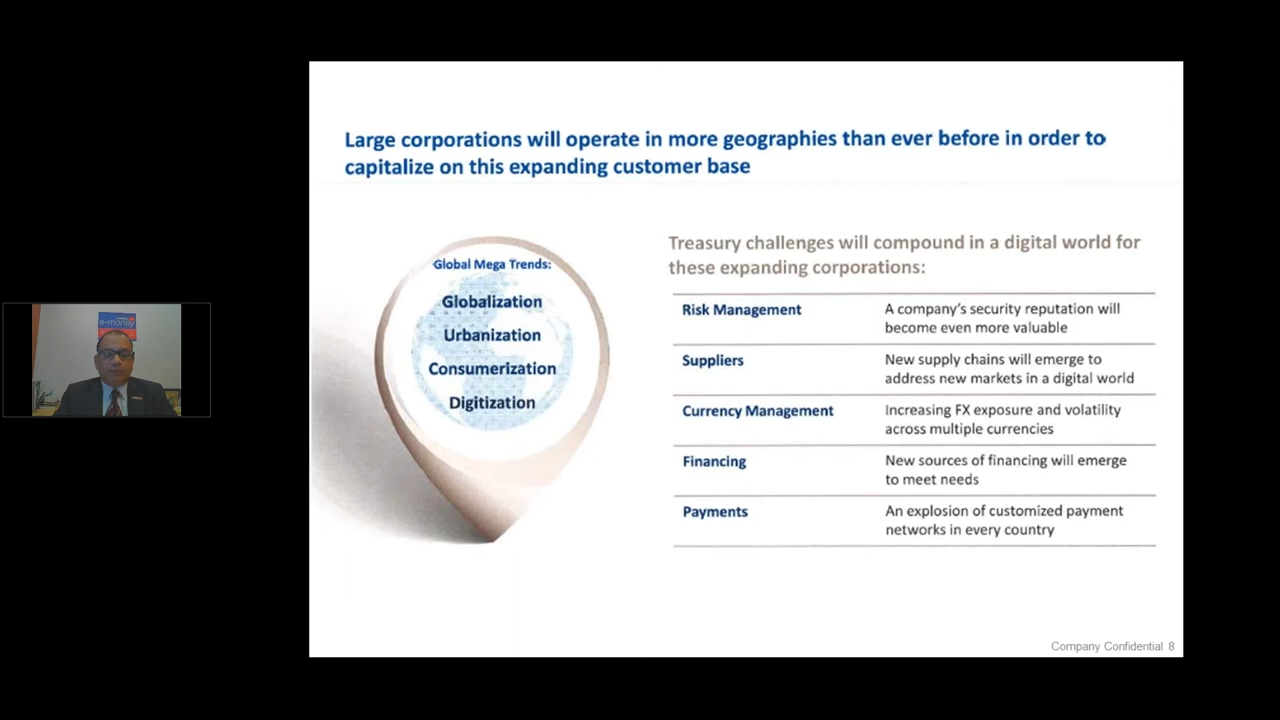 Large corporations will operate in more geographies than ever before in order to
capitalize on this expanding customer base
Global Mega Trends:
Globalization
Urbanization
Consumerization
Digitization
Treasury challenges will compound in a digital world for
these expanding corporations:
Risk Management
A company's security reputation will
become even more valuable
Suppliers
New supply chains will emerge to
address new markets in a digital world
Currency Management
Increasing FX exposure and volatility
across multiple currencies
Financing
New sources of financing will emerge
to meet needs
Payments
An explosion of customized payment
networks in every country
Company Confidential 8
e-money